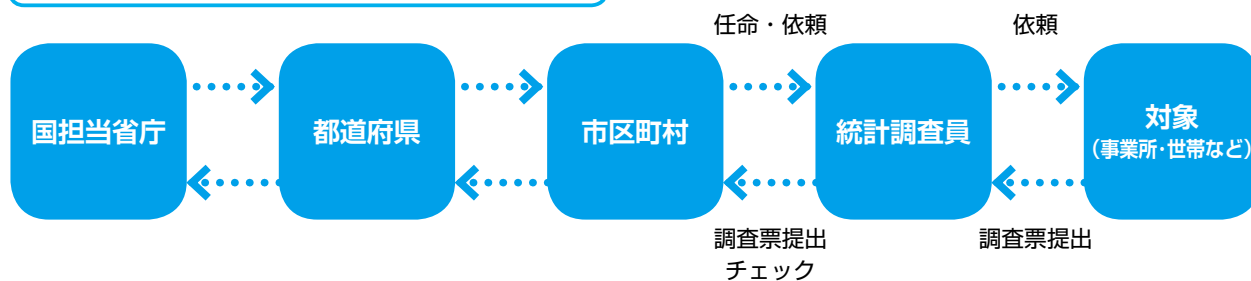 任命・依頼
依頼
国担当省庁
都道府県
市区町村
統計調査員
対象
（事業所・世帯など）
調査票提出
チェック
調査票提出